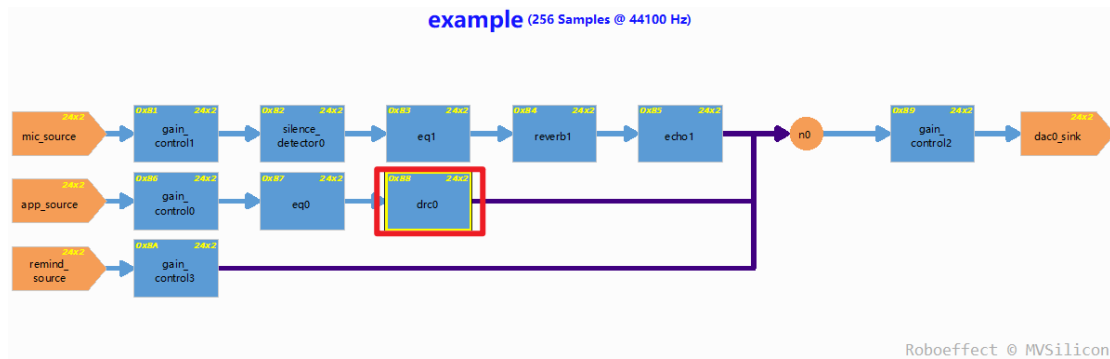 example (256 Samples @ 44100 Hz)
24x2
mic_source
0x81 24x2
gain_
control1
0x82 24x2
silence_
detector0
0x83 24x2
eq1
0x84 24x2
reverb1
0x85 24x2
echo1
n0
0x89 24x2
gain_
control2
24x2
dac0_sink
24x2
app_source
0x86 24x2
gain_
control0
0x87 24x2
eq0
0x88 24x2
drc0
24x2
remind_
source
0x8A 24x2
gain_
control3
Roboeffect © MVSilicon